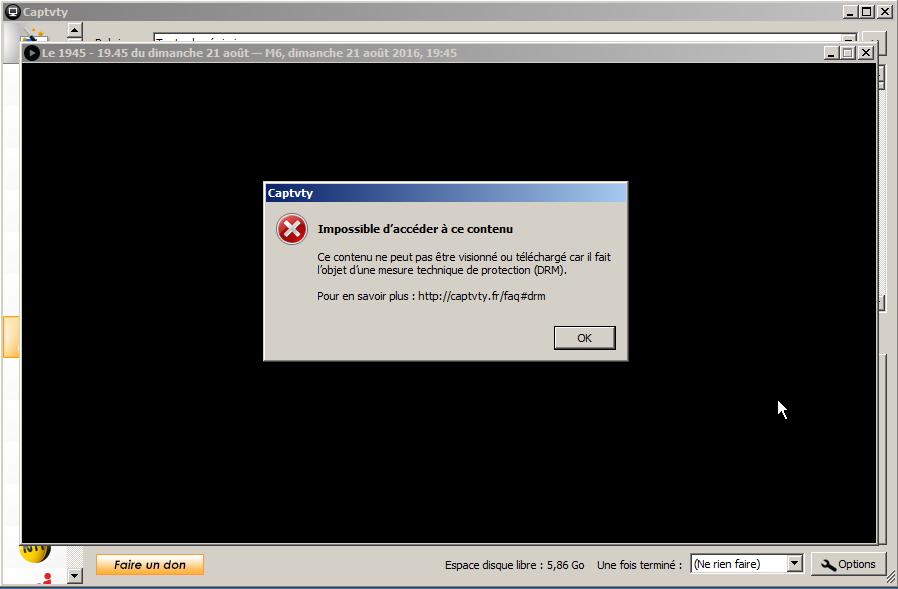 Captvty
Le 1945 - 19.45 du dimanche 21 août — M6, dimanche 21 août 2016, 19:45
Captvty
Impossible d'accéder à ce contenu
Ce contenu ne peut pas être visionné ou téléchargé car il fait
l'objet d'une mesure technique de protection (DRM).
Pour en savoir plus : http://captvty.fr/faq#drm
OK
Faire un don
Espace disque libre : 5,86 Go
Une fois terminé :
(Ne rien faire)
Options